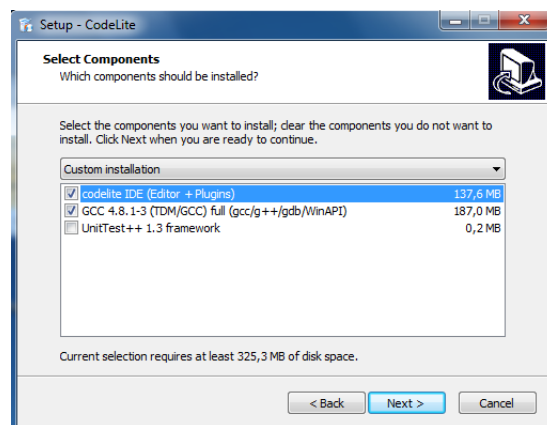 Setup - CodeLite
Select Components
Which components should be installed?
Select the components you want to install; clear the components you do not want to
install. Click Next when you are ready to continue.
Custom installation
codelite IDE (Editor + Plugins) 137,6 MB
GCC 4.8.1-3 (TDM/GCC) full (gcc/g++/gdb/WinAPI) 187,0 MB
UnitTest++ 1.3 framework 0,2 MB
Current selection requires at least 325,3 MB of disk space.
< Back Next > Cancel